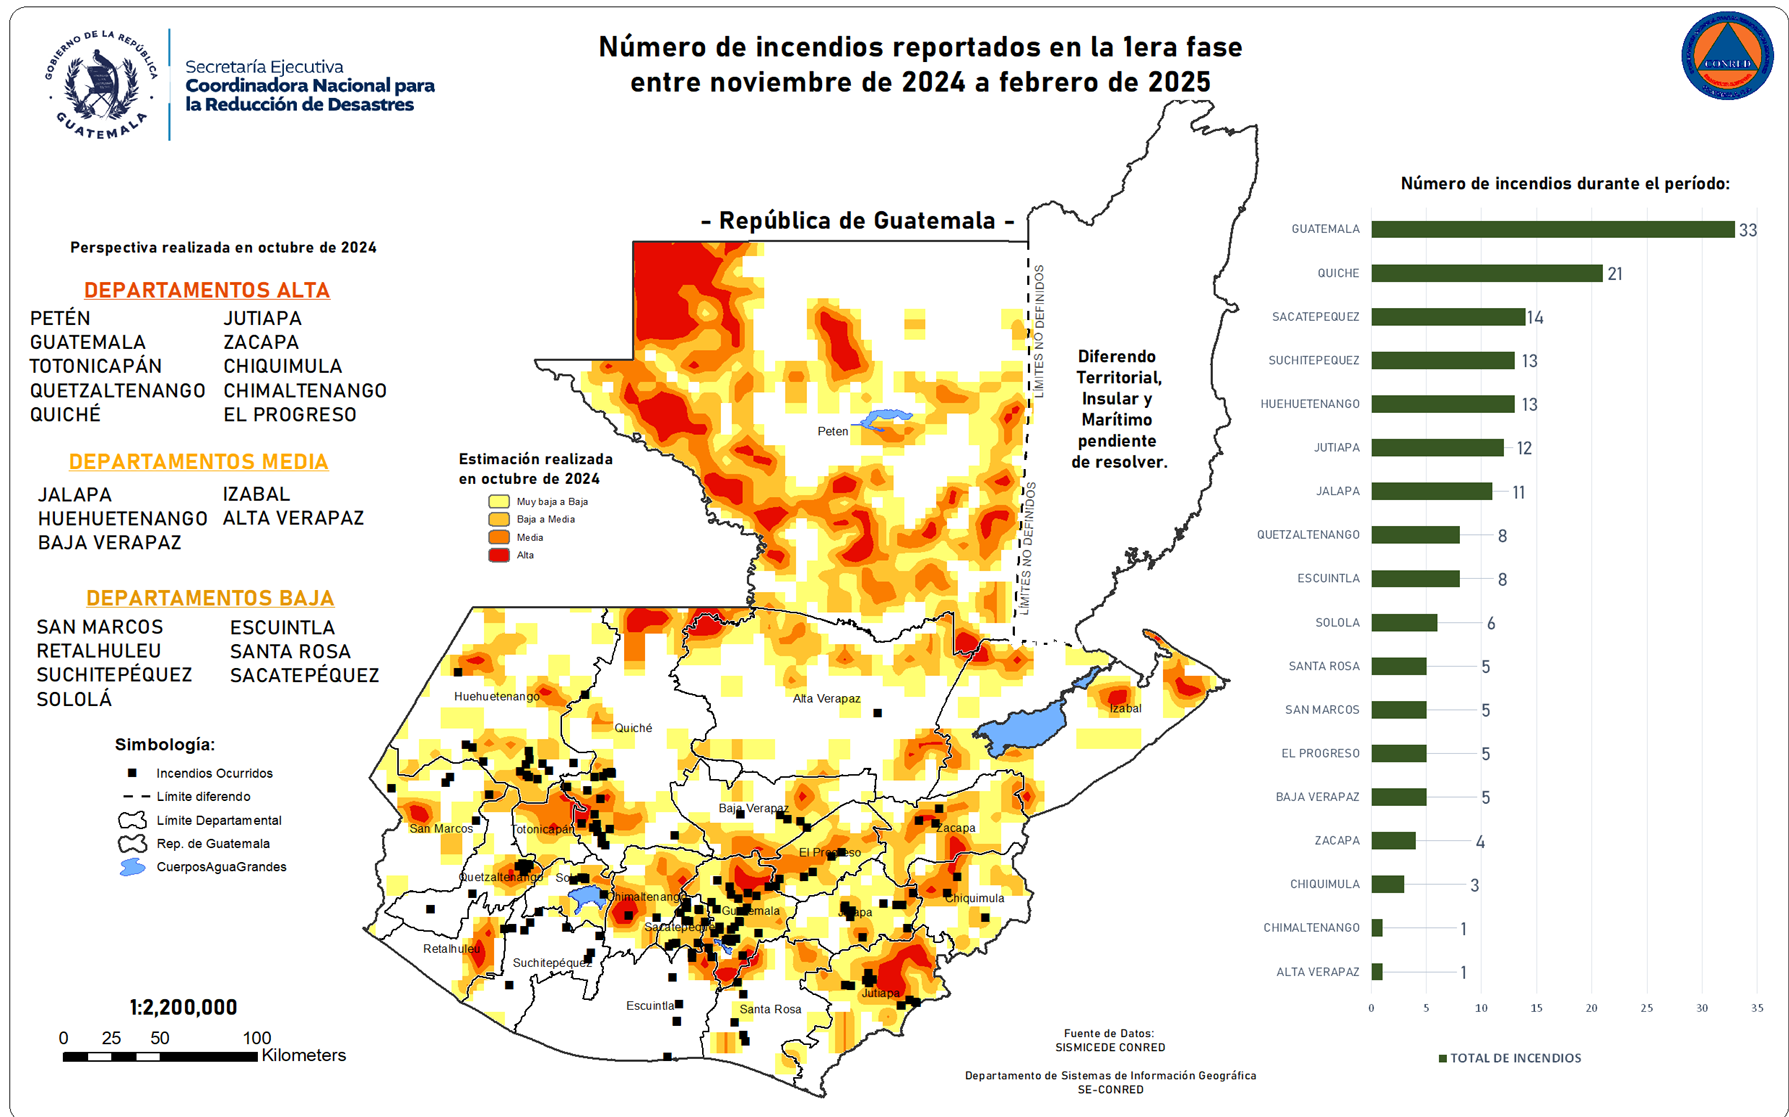 GOBIERNO DE LA REPÚBLICA
GUATEMALA
Secretaría Ejecutiva
Coordinadora Nacional para
la Reducción de Desastres
Número de incendios reportados en la 1era fase
entre noviembre de 2024 a febrero de 2025
CONRED
- República de Guatemala -
Perspectiva realizada en octubre de 2024
DEPARTAMENTOS ALTA
PETÉN JUTIAPA
GUATEMALA ZACAPA
TOTONICAPÁN CHIQUIMULA
QUETZALTENANGO CHIMALTENANGO
QUICHÉ EL PROGRESO
DEPARTAMENTOS MEDIA
JALAPA IZABAL
HUEHUETENANGO ALTA VERAPAZ
BAJA VERAPAZ
DEPARTAMENTOS BAJA
SAN MARCOS ESCUINTLA
RETALHULEU SANTA ROSA
SUCHITEPÉQUEZ SACATEPÉQUEZ
SOLOLÁ
Simbología:
Incendios Ocurridos
Límite diferendo
Límite Departamental
Rep. de Guatemala
CuerposAguaGrandes
1:2,200,000
0 25 50 100
Kilometers
Estimación realizada
en octubre de 2024
Muy baja a Baja
Baja a Media
Media
Alta
LÍMITES NO DEFINIDOS
LÍMITES NO DEFINIDOS
Diferendo
Territorial,
Insular y
Marítimo
pendiente
de resolver.
Peten
Huehuetenango
Quiché
Alta Verapaz
Izabal
San Marcos
Totonicapán
Baja Verapaz
Zacapa
El Progreso
Quetzaltenango
Chimaltenango
Guatemala
Chiquimula
Retalhuleu
Suchitepéquez
Escuintla
Santa Rosa
Jutiapa
Fuente de Datos:
SISMICEDE CONRED
Departamento de Sistemas de Información Geográfica
SE-CONRED
Número de incendios durante el período:
GUATEMALA 33
QUICHE 21
SACATEPEQUEZ 14
SUCHITEPEQUEZ 13
HUEHUETENANGO 13
JUTIAPA 12
JALAPA 11
QUETZALTENANGO 8
ESCUINTLA 8
SOLOLA 6
SANTA ROSA 5
SAN MARCOS 5
EL PROGRESO 5
BAJA VERAPAZ 5
ZACAPA 4
CHIQUIMULA 3
CHIMALTENANGO 1
ALTA VERAPAZ 1
0 5 10 15 20 25 30 35
TOTAL DE INCENDIOS